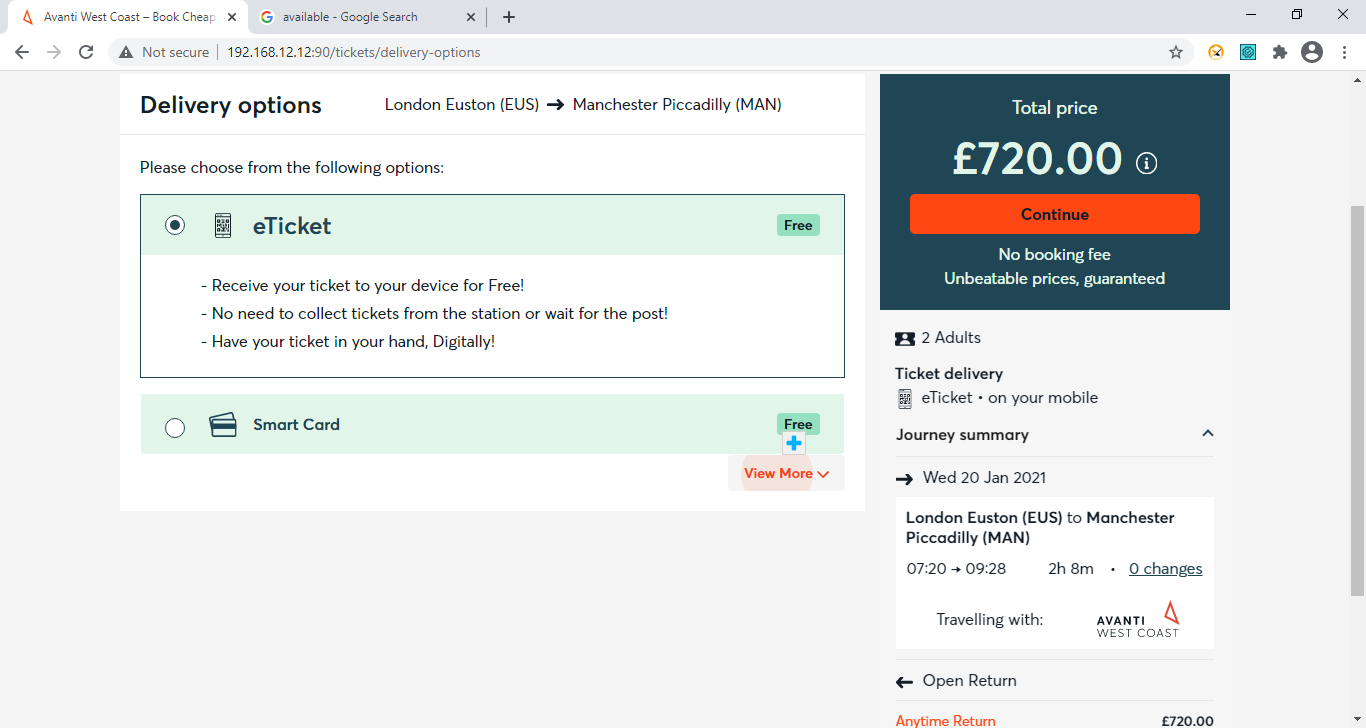 Avanti West Coast – Book Cheap
available - Google Search
Not secure
192.168.12.12:90/tickets/delivery-options
Delivery options
London Euston (EUS) → Manchester Piccadilly (MAN)
Please choose from the following options:
eTicket
Free
- Receive your ticket to your device for Free!
- No need to collect tickets from the station or wait for the post!
- Have your ticket in your hand, Digitally!
Smart Card
Free
View More
Total price
£720.00
Continue
No booking fee
Unbeatable prices, guaranteed
2 Adults
Ticket delivery
eTicket • on your mobile
Journey summary
→ Wed 20 Jan 2021
London Euston (EUS) to Manchester
Piccadilly (MAN)
07:20 → 09:28 2h 8m • 0 changes
Travelling with:
AVANTI
WEST COAST
← Open Return
Anytime Return £720.00